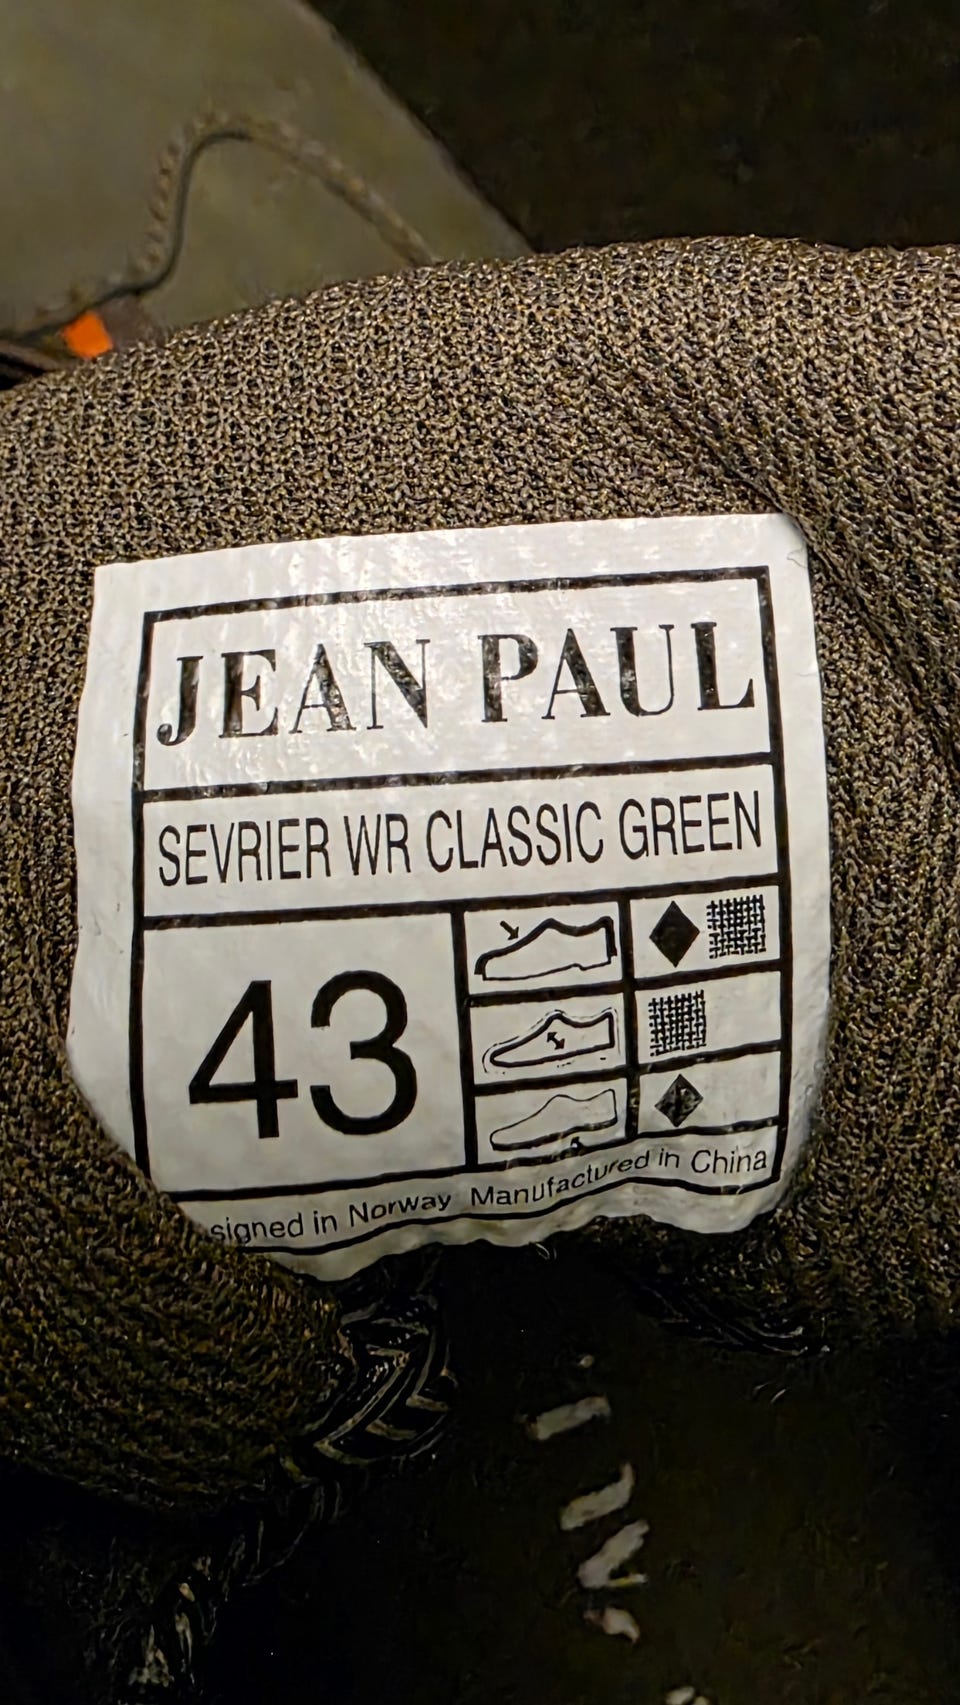 JEAN PAUL
SEVRIER WR CLASSIC GREEN
43
signed in Norway Manufactured in China